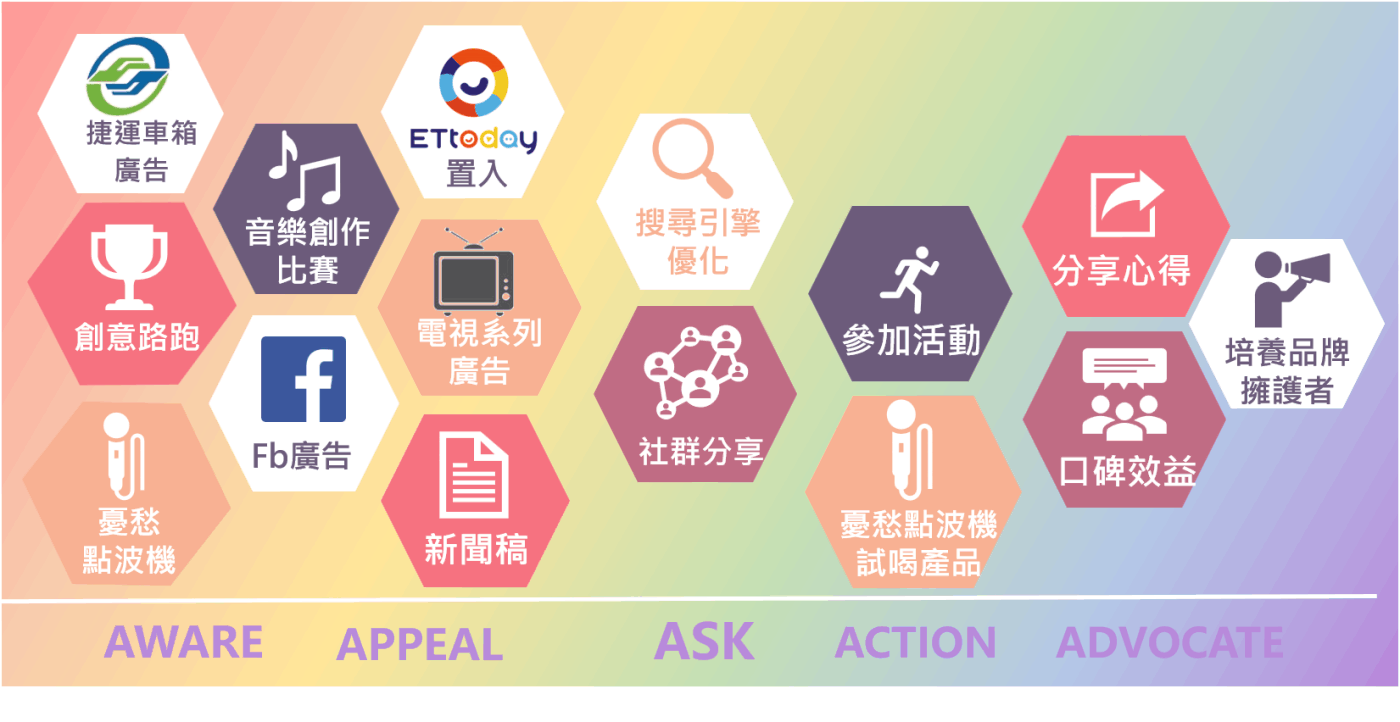 捷運車箱
廣告
創意路跑
憂愁
點波機
音樂創作
比賽
Fb廣告
ETtoday
置入
電視系列
廣告
新聞稿
搜尋引擎
優化
社群分享
參加活動
憂愁點波機
試喝產品
分享心得
口碑效益
培養品牌
擁護者
AWARE
APPEAL
ASK
ACTION
ADVOCATE